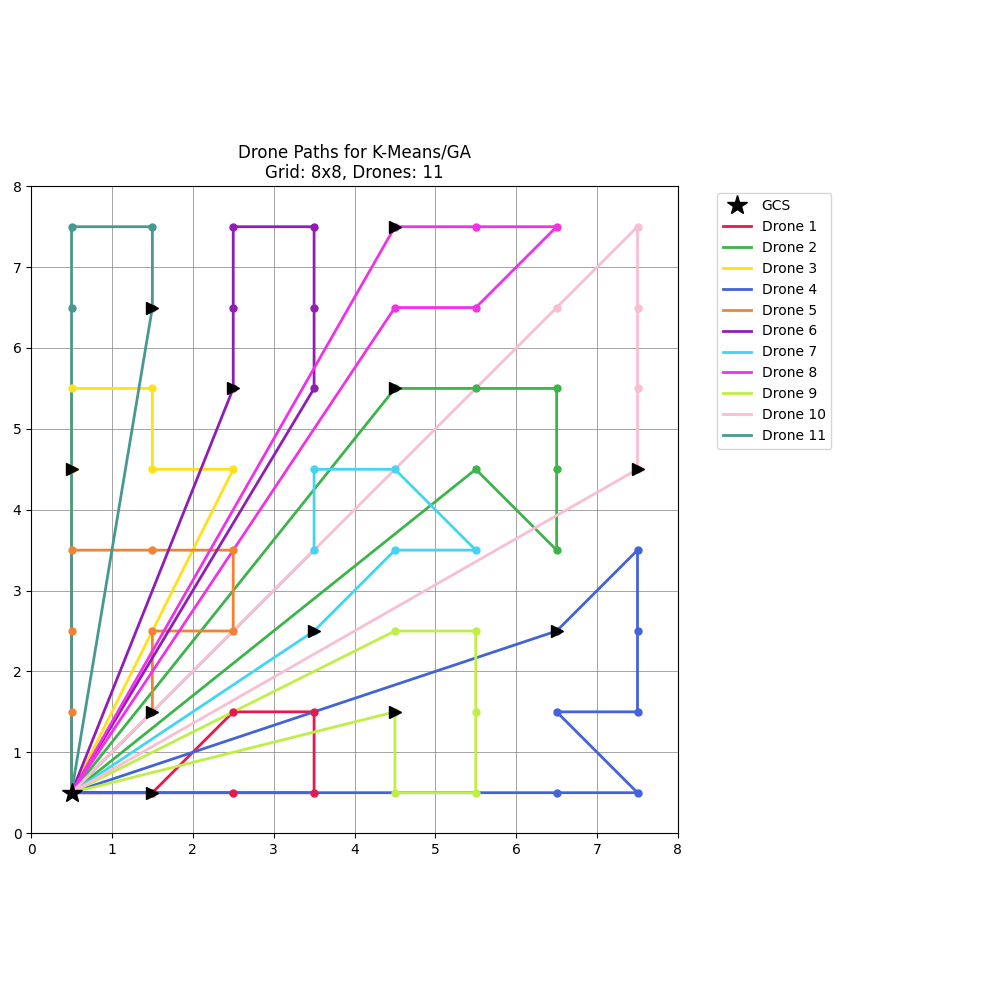 Drone Paths for K-Means/GA
Grid: 8x8, Drones: 11
8
7
6
5
4
3
2
1
0
0 1 2 3 4 5 6 7 8
GCS
Drone 1
Drone 2
Drone 3
Drone 4
Drone 5
Drone 6
Drone 7
Drone 8
Drone 9
Drone 10
Drone 11